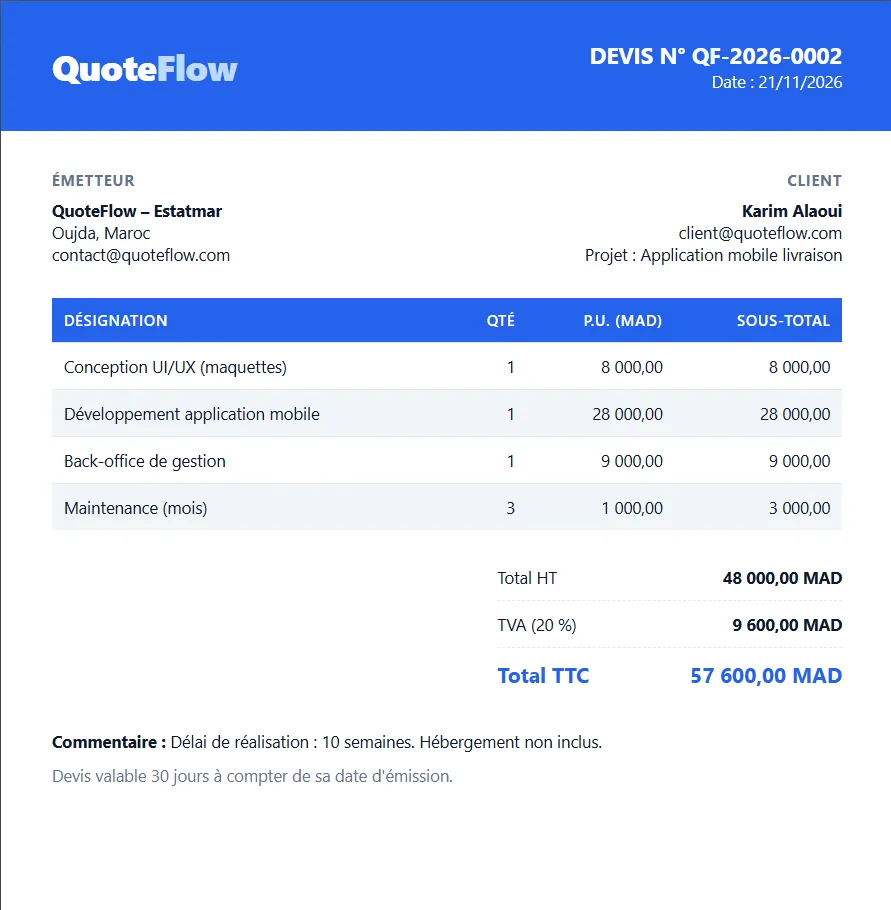 QuoteFlow
DEVIS N° QF-2026-0002
Date : 21/11/2026
ÉMETTEUR
QuoteFlow – Estatmar
Oujda, Maroc
contact@quoteflow.com
CLIENT
Karim Alaoui
client@quoteflow.com
Projet : Application mobile livraison
DÉSIGNATION QTÉ P.U. (MAD) SOUS-TOTAL
Conception UI/UX (maquettes) 1 8 000,00 8 000,00
Développement application mobile 1 28 000,00 28 000,00
Back-office de gestion 1 9 000,00 9 000,00
Maintenance (mois) 3 1 000,00 3 000,00
Total HT 48 000,00 MAD
TVA (20 %) 9 600,00 MAD
Total TTC 57 600,00 MAD
Commentaire : Délai de réalisation : 10 semaines. Hébergement non inclus.
Devis valable 30 jours à compter de sa date d'émission.